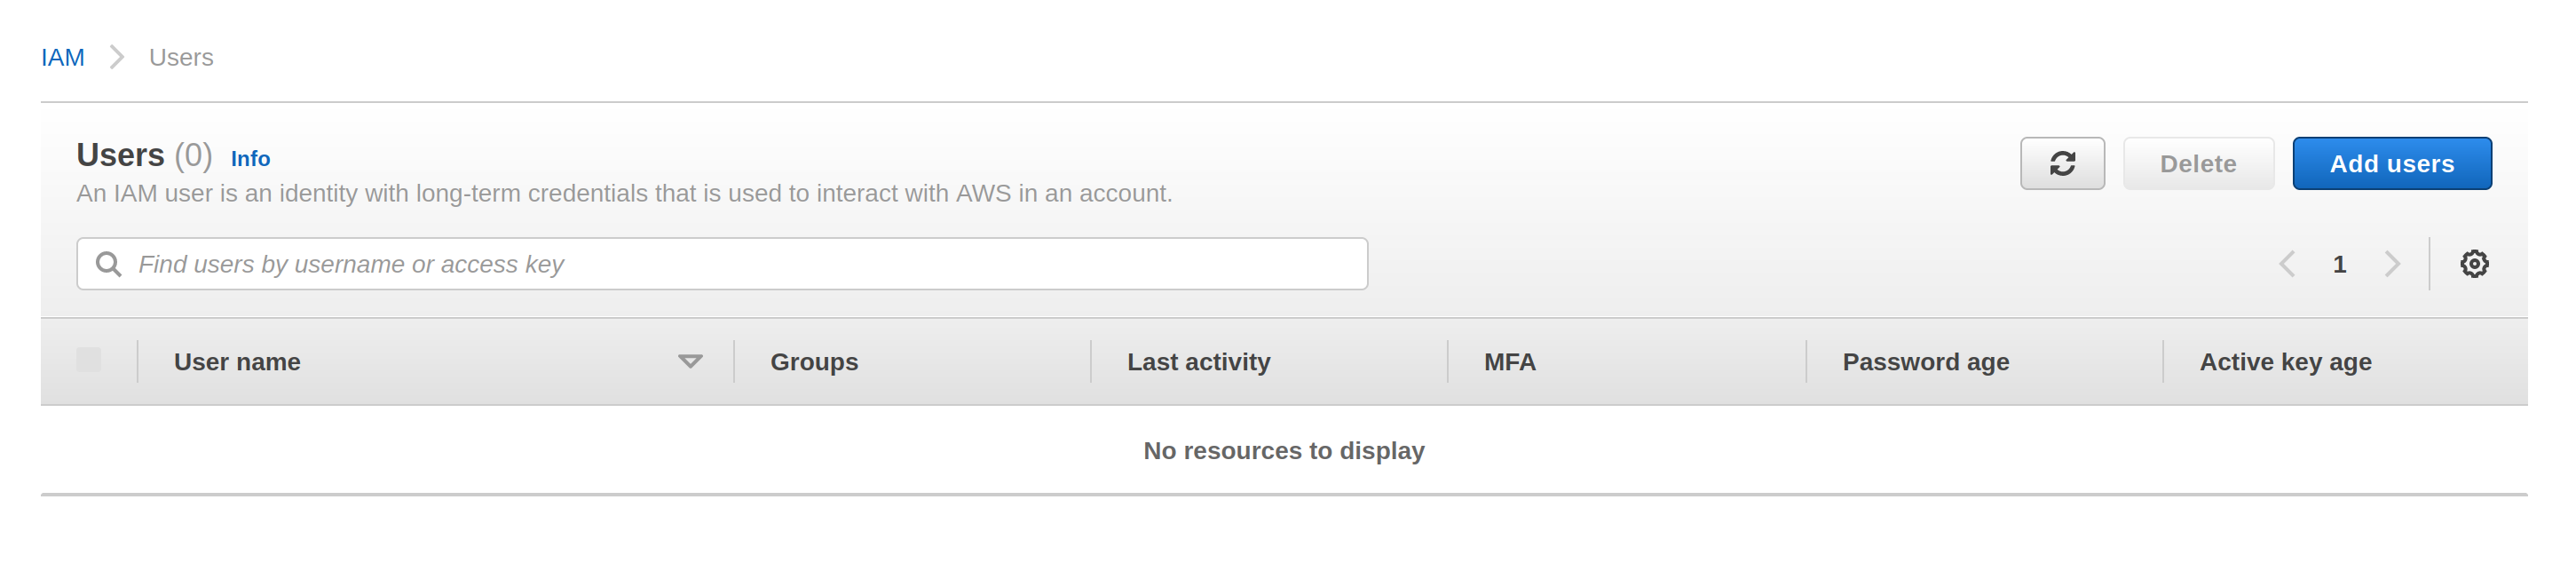 IAM Users
Users (0) Info
An IAM user is an identity with long-term credentials that is used to interact with AWS in an account.
Delete
Add users
Find users by username or access key
1
User name Groups Last activity MFA Password age Active key age
No resources to display